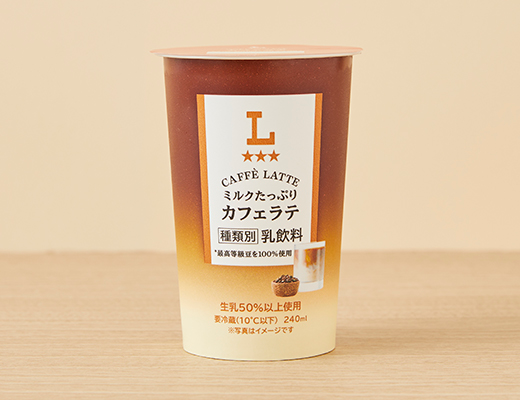 L
★★★
CAFFÈ LATTE
ミルクたっぷり
カフェラテ
種類別 乳飲料
*最高等級豆を100%使用
生乳50%以上使用
要冷蔵(10℃以下) 240ml
※写真はイメージです